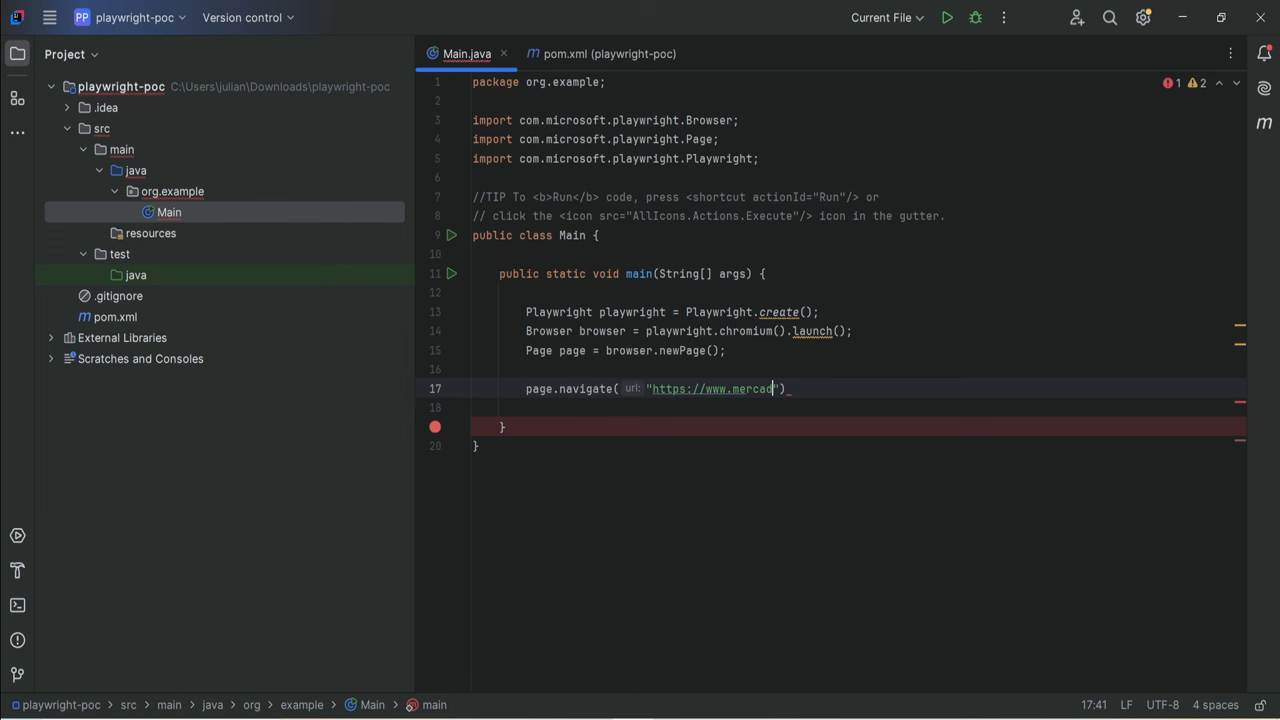 PP playwright-poc Version control Current File
Project
Main.java pom.xml (playwright-poc)
playwright-poc C:\Users\julian\Downloads\playwright-poc
.idea
src
main
java
org.example
Main
resources
test
java
.gitignore
m pom.xml
External Libraries
Scratches and Consoles
1 2
1 package org.example;
2
3 import com.microsoft.playwright.Browser;
4 import com.microsoft.playwright.Page;
5 import com.microsoft.playwright.Playwright;
6
7 //TIP To <b>Run</b> code, press <shortcut actionId="Run"/> or
8 // click the <icon src="AllIcons.Actions.Execute"/> icon in the gutter.
9 public class Main {
10
11 public static void main(String[] args) {
12
13 Playwright playwright = Playwright.create();
14 Browser browser = playwright.chromium().launch();
15 Page page = browser.newPage();
16
17 page.navigate( url: "https://www.mercad")
18
}
20 }
playwright-poc > src > main > java > org > example > Main > main 17:41 LF UTF-8 4 spaces